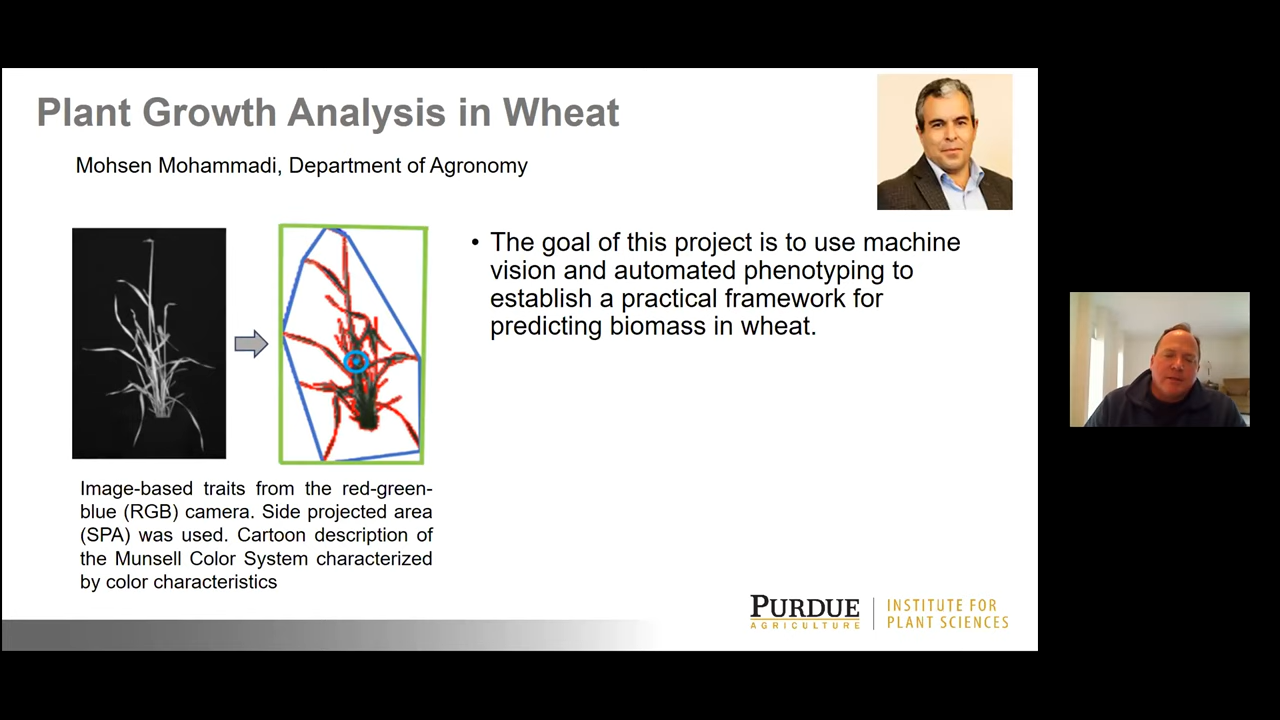 Plant Growth Analysis in Wheat
Mohsen Mohammadi, Department of Agronomy
• The goal of this project is to use machine
vision and automated phenotyping to
establish a practical framework for
predicting biomass in wheat.
Image-based traits from the red-green-
blue (RGB) camera. Side projected area
(SPA) was used. Cartoon description of
the Munsell Color System characterized
by color characteristics
PURDUE
AGRICULTURE
INSTITUTE FOR
PLANT SCIENCES